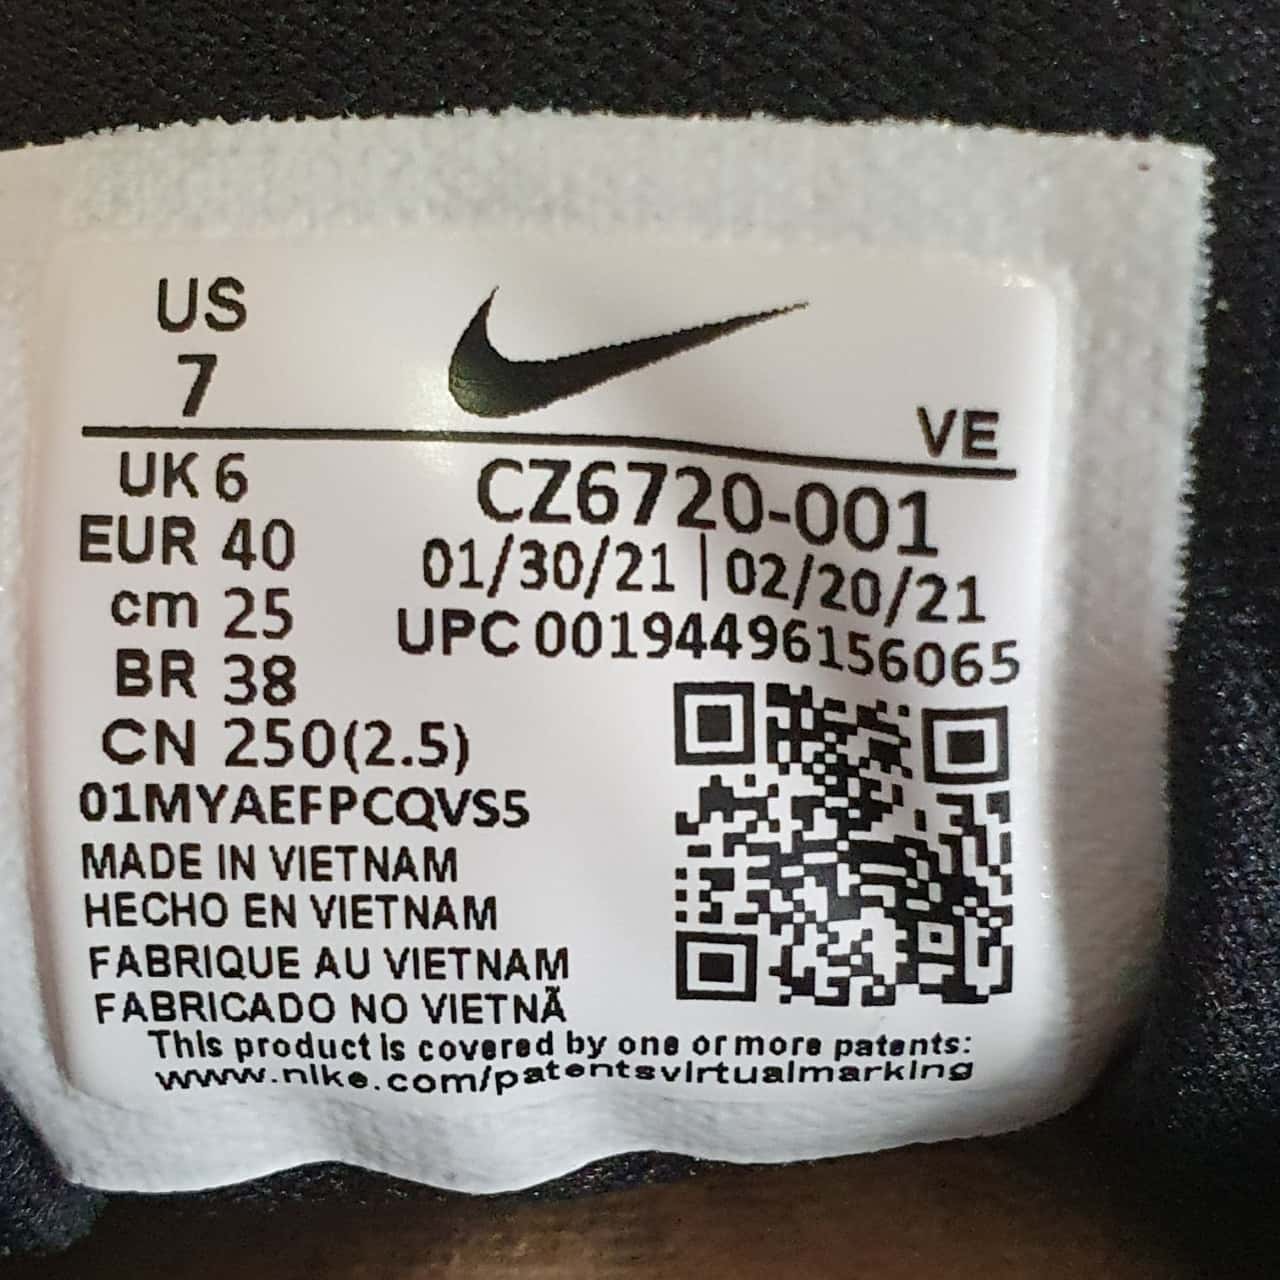 US
7
VE
UK 6
EUR 40
cm 25
BR 38
CN 250(2.5)
CZ6720-001
01/30/21 | 02/20/21
UPC 00194496156065
01MYAEFPCQVS5
MADE IN VIETNAM
HECHO EN VIETNAM
FABRIQUE AU VIETNAM
FABRICADO NO VIETNÃ
This product is covered by one or more patents:
www.nike.com/patentsvirtualmarking